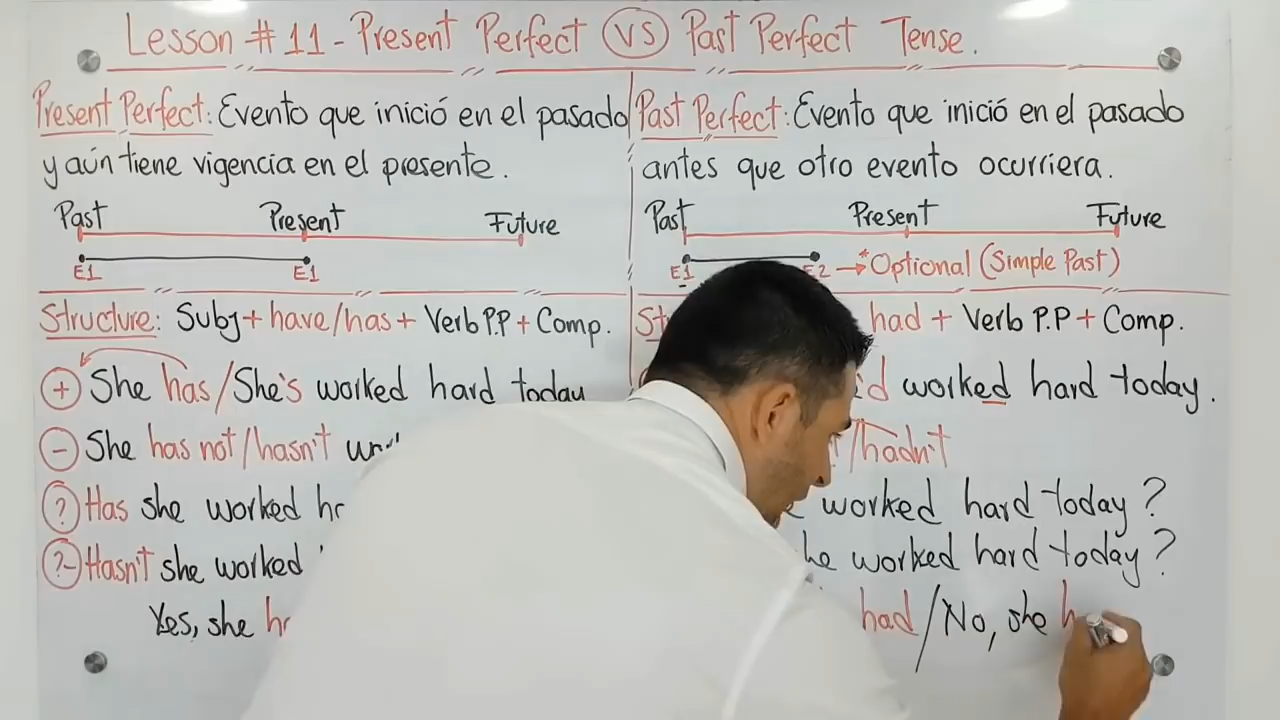 Lesson # 11 - Present Perfect VS Past Perfect Tense.
Present Perfect: Evento que inició en el pasado
y aún tiene vigencia en el presente.
Past Present Future
E1 E1
Structure: Subj + have/has + Verb P.P + Comp.
+ She has/She's worked hard today
- She has not/hasn't
? Has she worked
?- Hasn't she worked
Yes, she
Past Perfect: Evento que inició en el pasado
antes que otro evento ocurriera.
Past Present Future
E1 E2 → *Optional (Simple Past)
had + Verb P.P + Comp.
worked hard today.
/hadn't
worked hard today?
worked hard today?
had/No, she